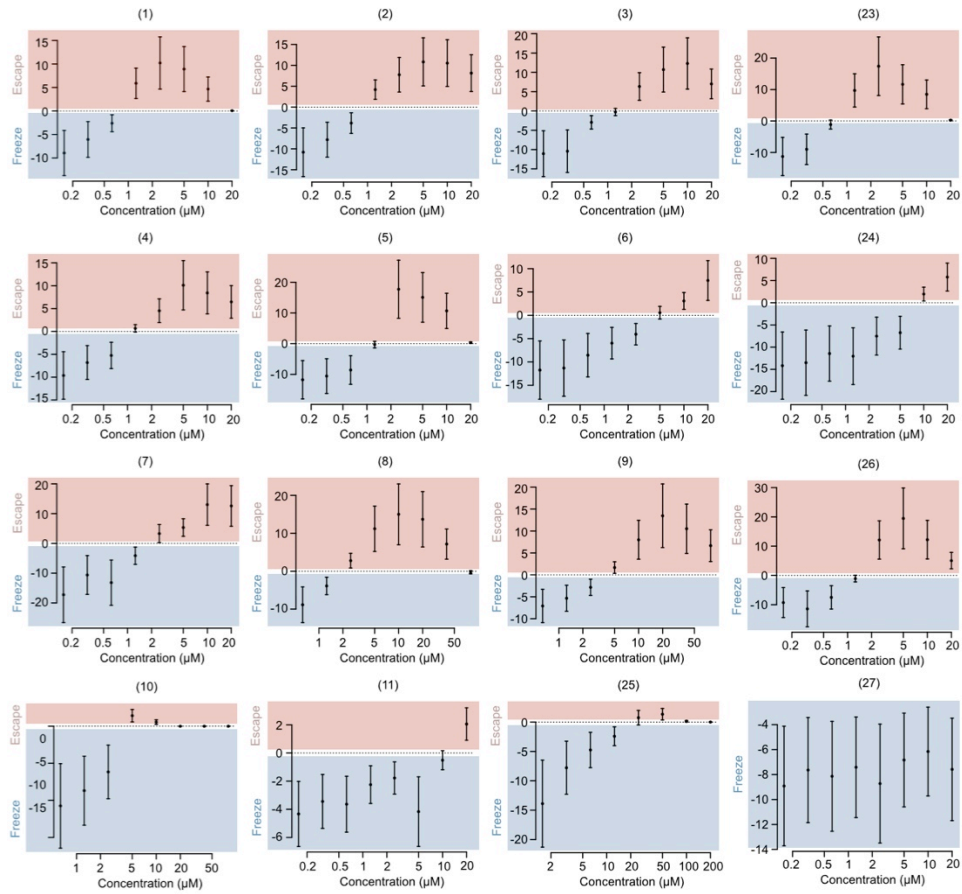 (1)
Escape
Freeze
15
10
5
0
-5
-10
0.2 0.5 1 2 5 10 20
Concentration (µM)
(2)
15
10
5
0
-5
-10
-15
0.2 0.5 1 2 5 10 20
Concentration (µM)
(3)
20
15
10
5
0
-5
-10
-15
0.2 0.5 1 2 5 10 20
Concentration (µM)
(23)
Escape
Freeze
20
10
0
-10
0.2 0.5 1 2 5 10 20
Concentration (µM)
(4)
Escape
Freeze
15
10
5
0
-5
-10
-15
0.2 0.5 1 2 5 10 20
Concentration (µM)
(5)
Escape
Freeze
20
10
0
-10
0.2 0.5 1 2 5 10 20
Concentration (µM)
(6)
Escape
Freeze
10
5
0
-5
-10
-15
0.2 0.5 1 2 5 10 20
Concentration (µM)
(24)
Escape
Freeze
10
5
0
-5
-10
-15
-20
0.2 0.5 1 2 5 10 20
Concentration (µM)
(7)
Escape
Freeze
20
10
0
-10
-20
0.2 0.5 1 2 5 10 20
Concentration (µM)
(8)
Escape
Freeze
20
10
0
-10
1 2 5 10 20 50
Concentration (µM)
(9)
Escape
Freeze
20
15
10
5
0
-5
-10
1 2 5 10 20 50
Concentration (µM)
(26)
Escape
Freeze
30
20
10
0
-10
0.2 0.5 1 2 5 10 20
Concentration (µM)
(10)
Escape
Freeze
0
-5
-10
-15
1 2 5 10 20 50
Concentration (µM)
(11)
Escape
Freeze
2
0
-2
-4
-6
0.2 0.5 1 2 5 10 20
Concentration (µM)
(25)
Escape
Freeze
5
0
-5
-10
-15
-20
2 5 10 20 50 100 200
Concentration (µM)
(27)
Freeze
-4
-6
-8
-10
-12
-14
0.2 0.5 1 2 5 10 20
Concentration (µM)